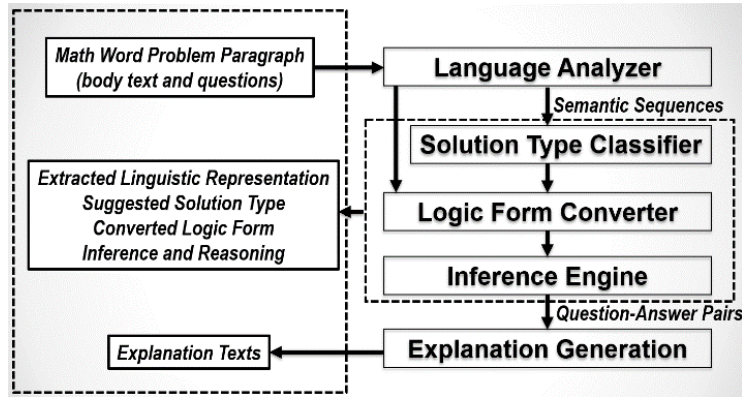 Math Word Problem Paragraph
(body text and questions)
Language Analyzer
Semantic Sequences
Solution Type Classifier
Extracted Linguistic Representation
Suggested Solution Type
Converted Logic Form
Inference and Reasoning
Logic Form Converter
Inference Engine
Question-Answer Pairs
Explanation Texts
Explanation Generation